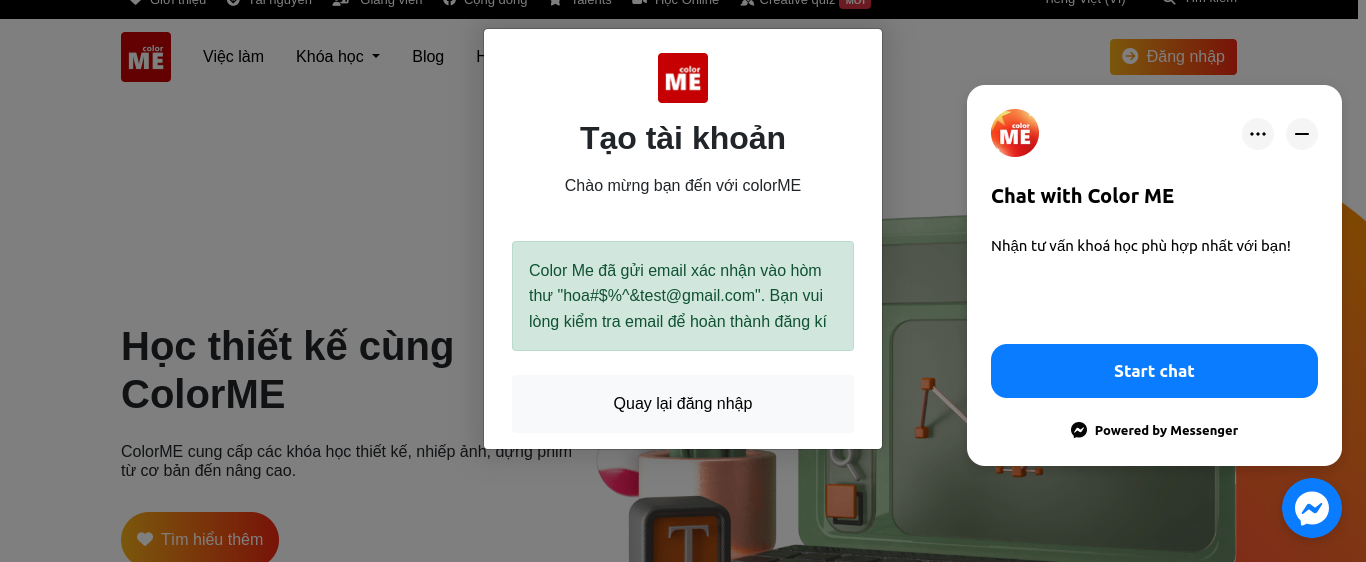 Giới thiệu Tài nguyên Giảng viên Cộng đồng Talents Học Online Creative quiz MỚI Tiếng Việt (VI) Tìm kiếm
color ME Việc làm Khóa học Blog Đăng nhập
color ME
Tạo tài khoản
Chào mừng bạn đến với colorME
Color Me đã gửi email xác nhận vào hòm
thư "hoa#$%^&test@gmail.com". Bạn vui
lòng kiểm tra email để hoàn thành đăng kí
Quay lại đăng nhập
Học thiết kế cùng
ColorME
ColorME cung cấp các khóa học thiết kế, nhiếp ảnh, dựng phim
từ cơ bản đến nâng cao.
Tìm hiểu thêm
T
color ME
Chat with Color ME
Nhận tư vấn khoá học phù hợp nhất với bạn!
Start chat
Powered by Messenger